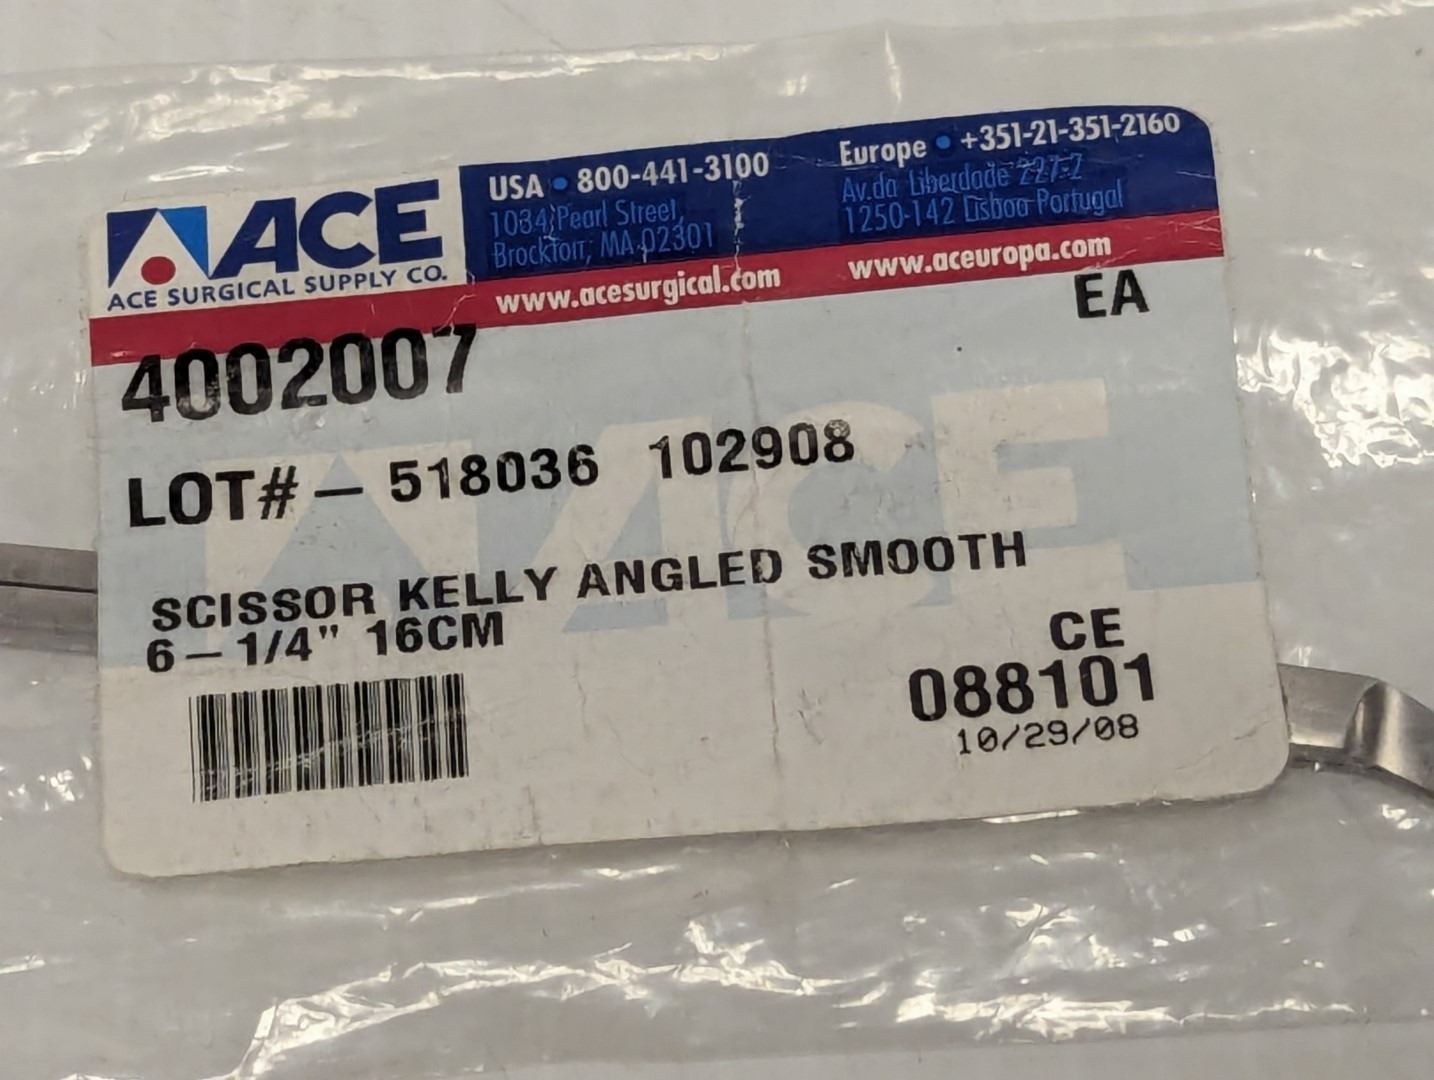 ACE
ACE SURGICAL SUPPLY CO.
USA • 800-441-3100
1034 Pearl Street,
Brockton, MA 02301
www.acesurgical.com
Europe • +351-21-351-2160
Av.da Liberdade 227-2
1250-142 Lisboa Portugal
www.aceuropa.com
EA
4002007
LOT# - 518036 102908
ACE
SCISSOR KELLY ANGLED SMOOTH
6-1/4" 16CM
CE
088101
10/29/08